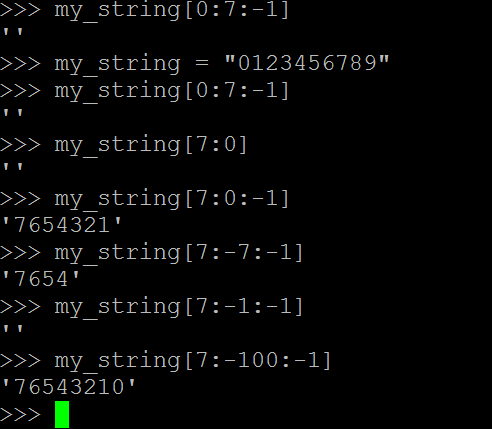 >>> my_string[0:7:-1]
''
>>> my_string = "0123456789"
>>> my_string[0:7:-1]
''
>>> my_string[7:0]
''
>>> my_string[7:0:-1]
'7654321'
>>> my_string[7:-7:-1]
'7654'
>>> my_string[7:-1:-1]
''
>>> my_string[7:-100:-1]
'76543210'
>>>